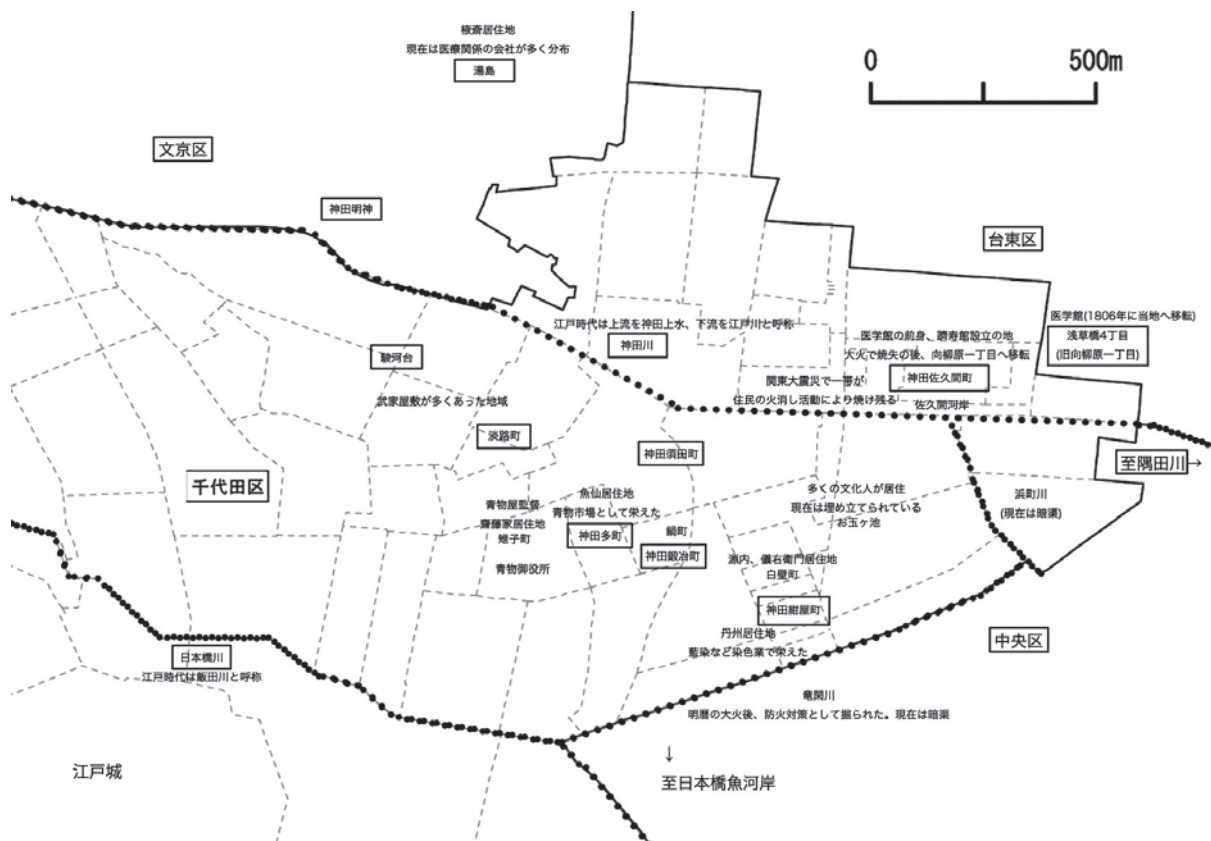 棭斎居住地
現在は医療関係の会社が多く分布
湯島
0 500m
文京区
神田明神
台東区
江戸時代は上流を神田上水、下流を江戸川と呼称
神田川
医学館(1806年に当地へ移転)
浅草橋4丁目
(旧向柳原一丁目)
医学館の前身、躋寿館設立の地
大火で焼失の後、向柳原一丁目へ移転
神田佐久間町
関東大震災で一帯が
住民の火消し活動により焼け残る
佐久間河岸
駿河台
武家屋敷が多くあった地域
淡路町
神田須田町
至隅田川→
千代田区
青物屋監督
齋藤家居住地
雉子町
青物御役所
魚仙居住地
青物市場として栄えた
神田多町
鍋町
神田鍛冶町
多くの文化人が居住
現在は埋め立てられている
お玉ヶ池
浜町川
(現在は暗渠)
源内、儀右衛門居住地
白壁町
神田紺屋町
丹州居住地
藍染など染色業で栄えた
中央区
日本橋川
江戸時代は飯田川と呼称
竜閑川
明暦の大火後、防火対策として掘られた。現在は暗渠
江戸城
↓
至日本橋魚河岸